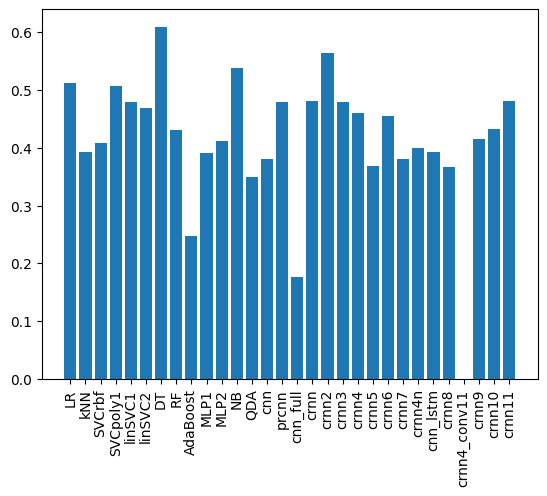 0.6
0.5
0.4
0.3
0.2
0.1
0.0
LR
kNN
SVCrbf
SVCpoly1
linSVC1
linSVC2
DT
RF
AdaBoost
MLP1
MLP2
NB
QDA
cnn
prcnn
cnn_full
crnn
crnn2
crnn3
crnn4
crnn5
crnn6
crnn7
crnn4n
cnn_lstm
crnn8
crnn4_conv11
crnn9
crnn10
crnn11